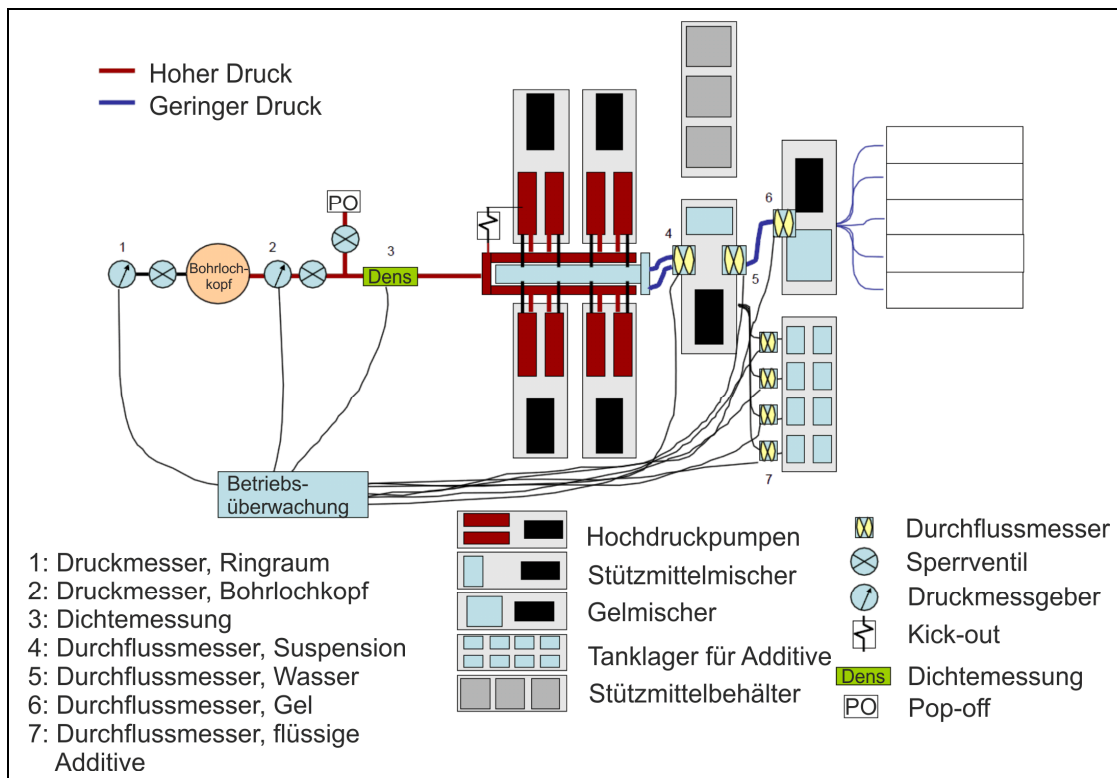 Hoher Druck
Geringer Druck
PO
1
Bohrloch-
kopf
2
3
Dens
4
5
6
7
Betriebs-
überwachung
1: Druckmesser, Ringraum
2: Druckmesser, Bohrlochkopf
3: Dichtemessung
4: Durchflussmesser, Suspension
5: Durchflussmesser, Wasser
6: Durchflussmesser, Gel
7: Durchflussmesser, flüssige
Additive
Hochdruckpumpen
Stützmittelmischer
Gelmischer
Tanklager für Additive
Stützmittelbehälter
Durchflussmesser
Sperrventil
Druckmessgeber
Kick-out
Dens Dichtemessung
PO Pop-off